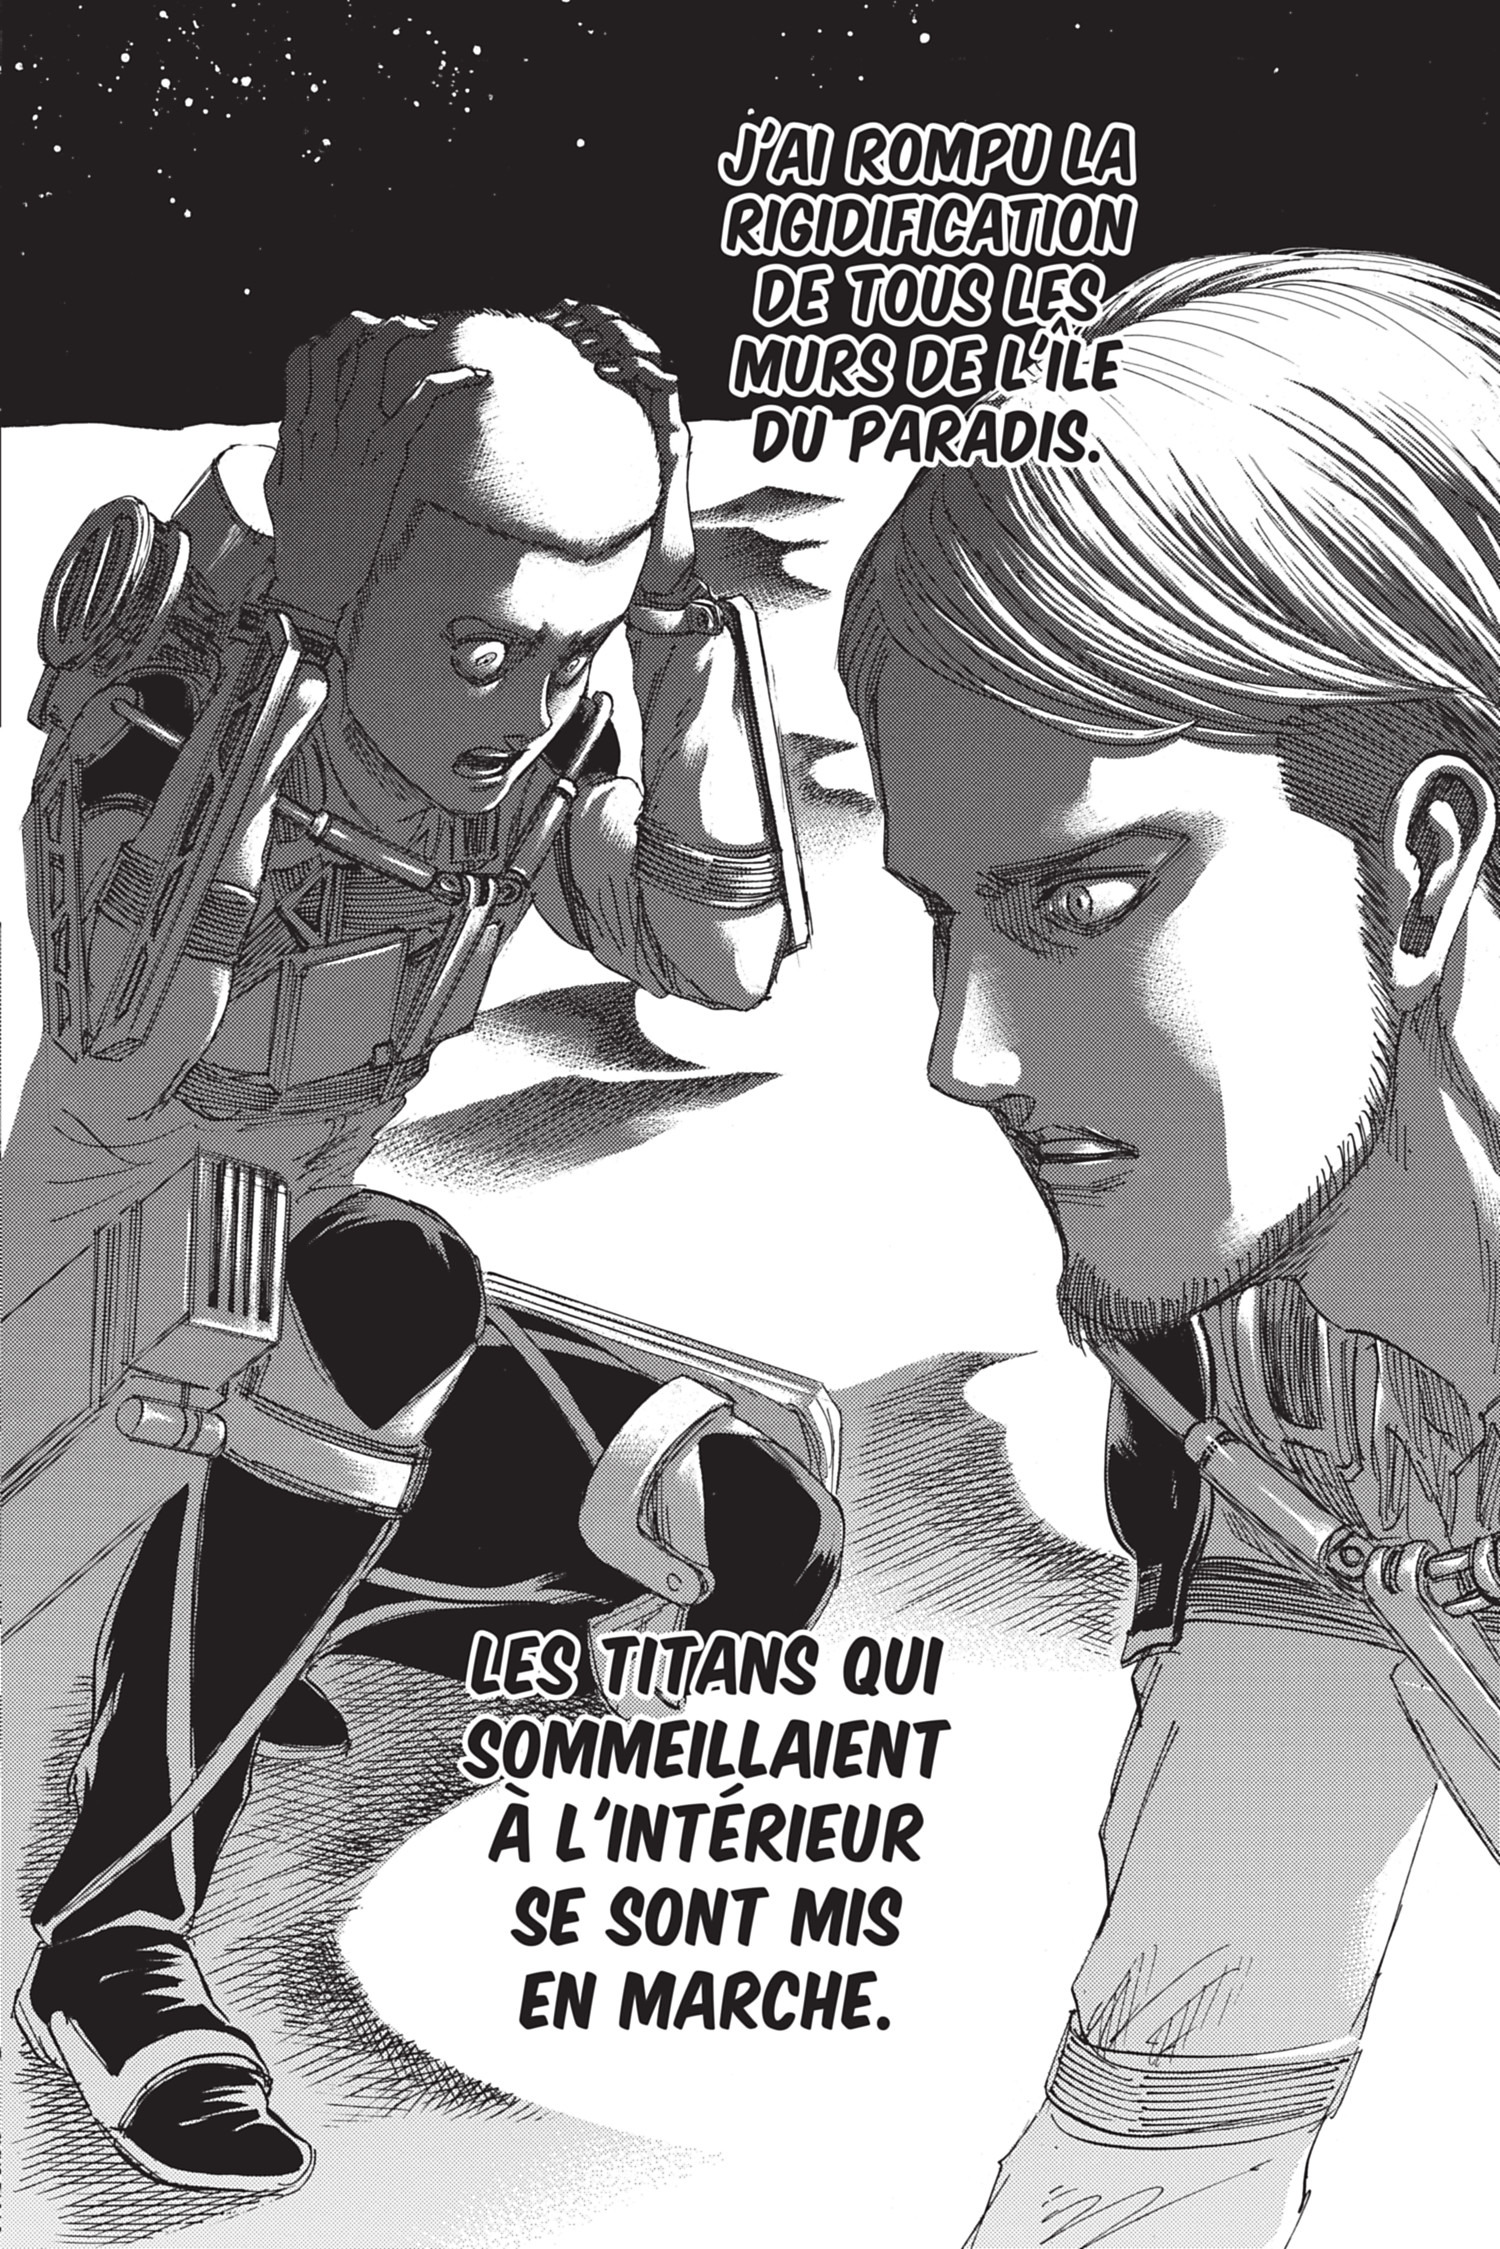 J'AI ROMPU LA
RIGIDIFICATION
DE TOUS LES
MURS DE L'ÎLE
DU PARADIS.
LES TITANS QUI
SOMMEILLAIENT
À L'INTÉRIEUR
SE SONT MIS
EN MARCHE.